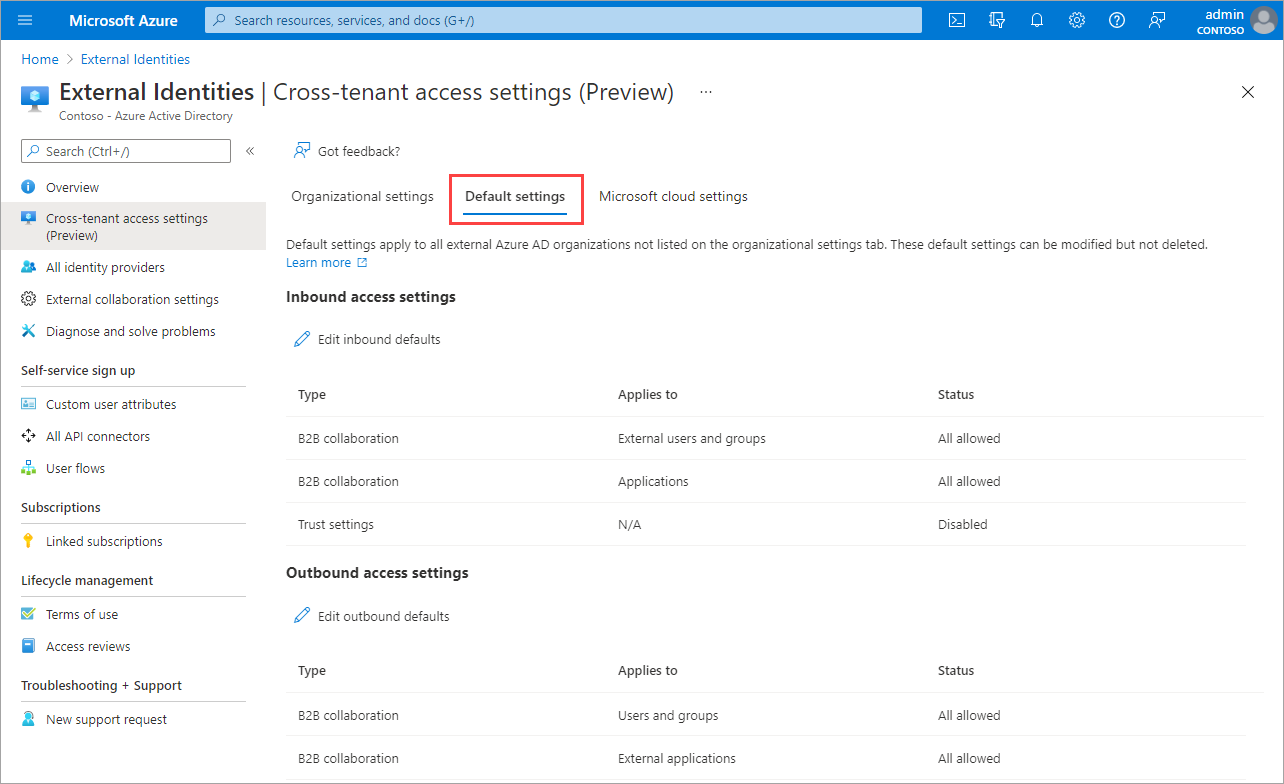 Microsoft Azure
Search resources, services, and docs (G+/)
admin
CONTOSO
Home > External Identities
External Identities | Cross-tenant access settings (Preview) ...
Contoso - Azure Active Directory
Search (Ctrl+/) «
Overview
Cross-tenant access settings
(Preview)
All identity providers
External collaboration settings
Diagnose and solve problems
Self-service sign up
Custom user attributes
All API connectors
User flows
Subscriptions
Linked subscriptions
Lifecycle management
Terms of use
Access reviews
Troubleshooting + Support
New support request
Got feedback?
Organizational settings Default settings Microsoft cloud settings
Default settings apply to all external Azure AD organizations not listed on the organizational settings tab. These default settings can be modified but not deleted.
Learn more
Inbound access settings
Edit inbound defaults
Type Applies to Status
B2B collaboration External users and groups All allowed
B2B collaboration Applications All allowed
Trust settings N/A Disabled
Outbound access settings
Edit outbound defaults
Type Applies to Status
B2B collaboration Users and groups All allowed
B2B collaboration External applications All allowed